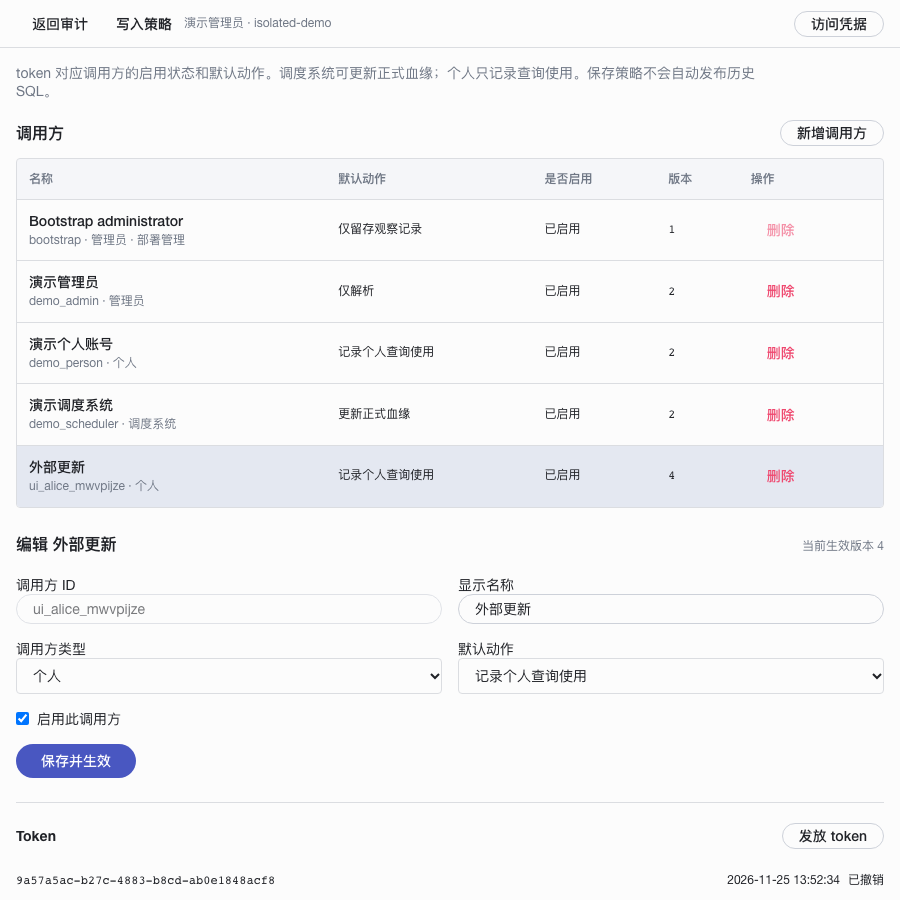 返回审计 写入策略 演示管理员 · isolated-demo 访问凭据
token 对应调用方的启用状态和默认动作。调度系统可更新正式血缘；个人只记录查询使用。保存策略不会自动发布历史
SQL。
调用方 新增调用方
名称 默认动作 是否启用 版本 操作
Bootstrap administrator
bootstrap · 管理员 · 部署管理
仅留存观察记录 已启用 1 删除
演示管理员
demo_admin · 管理员
仅解析 已启用 2 删除
演示个人账号
demo_person · 个人
记录个人查询使用 已启用 2 删除
演示调度系统
demo_scheduler · 调度系统
更新正式血缘 已启用 2 删除
外部更新
ui_alice_mwvpijze · 个人
记录个人查询使用 已启用 4 删除
编辑 外部更新 当前生效版本 4
调用方 ID 显示名称
ui_alice_mwvpijze 外部更新
调用方类型 默认动作
个人 记录个人查询使用
启用此调用方
保存并生效
Token 发放 token
9a57a5ac-b27c-4883-b8cd-ab0e1848acf8 2026-11-25 13:52:34 已撤销